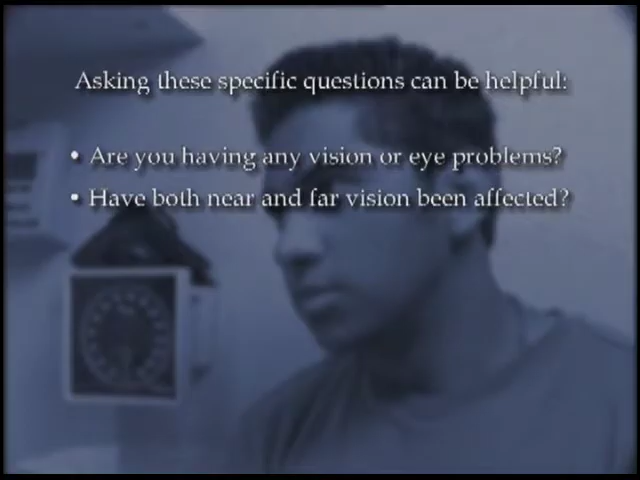 Asking these specific questions can be helpful:
• Are you having any vision or eye problems?
• Have both near and far vision been affected?